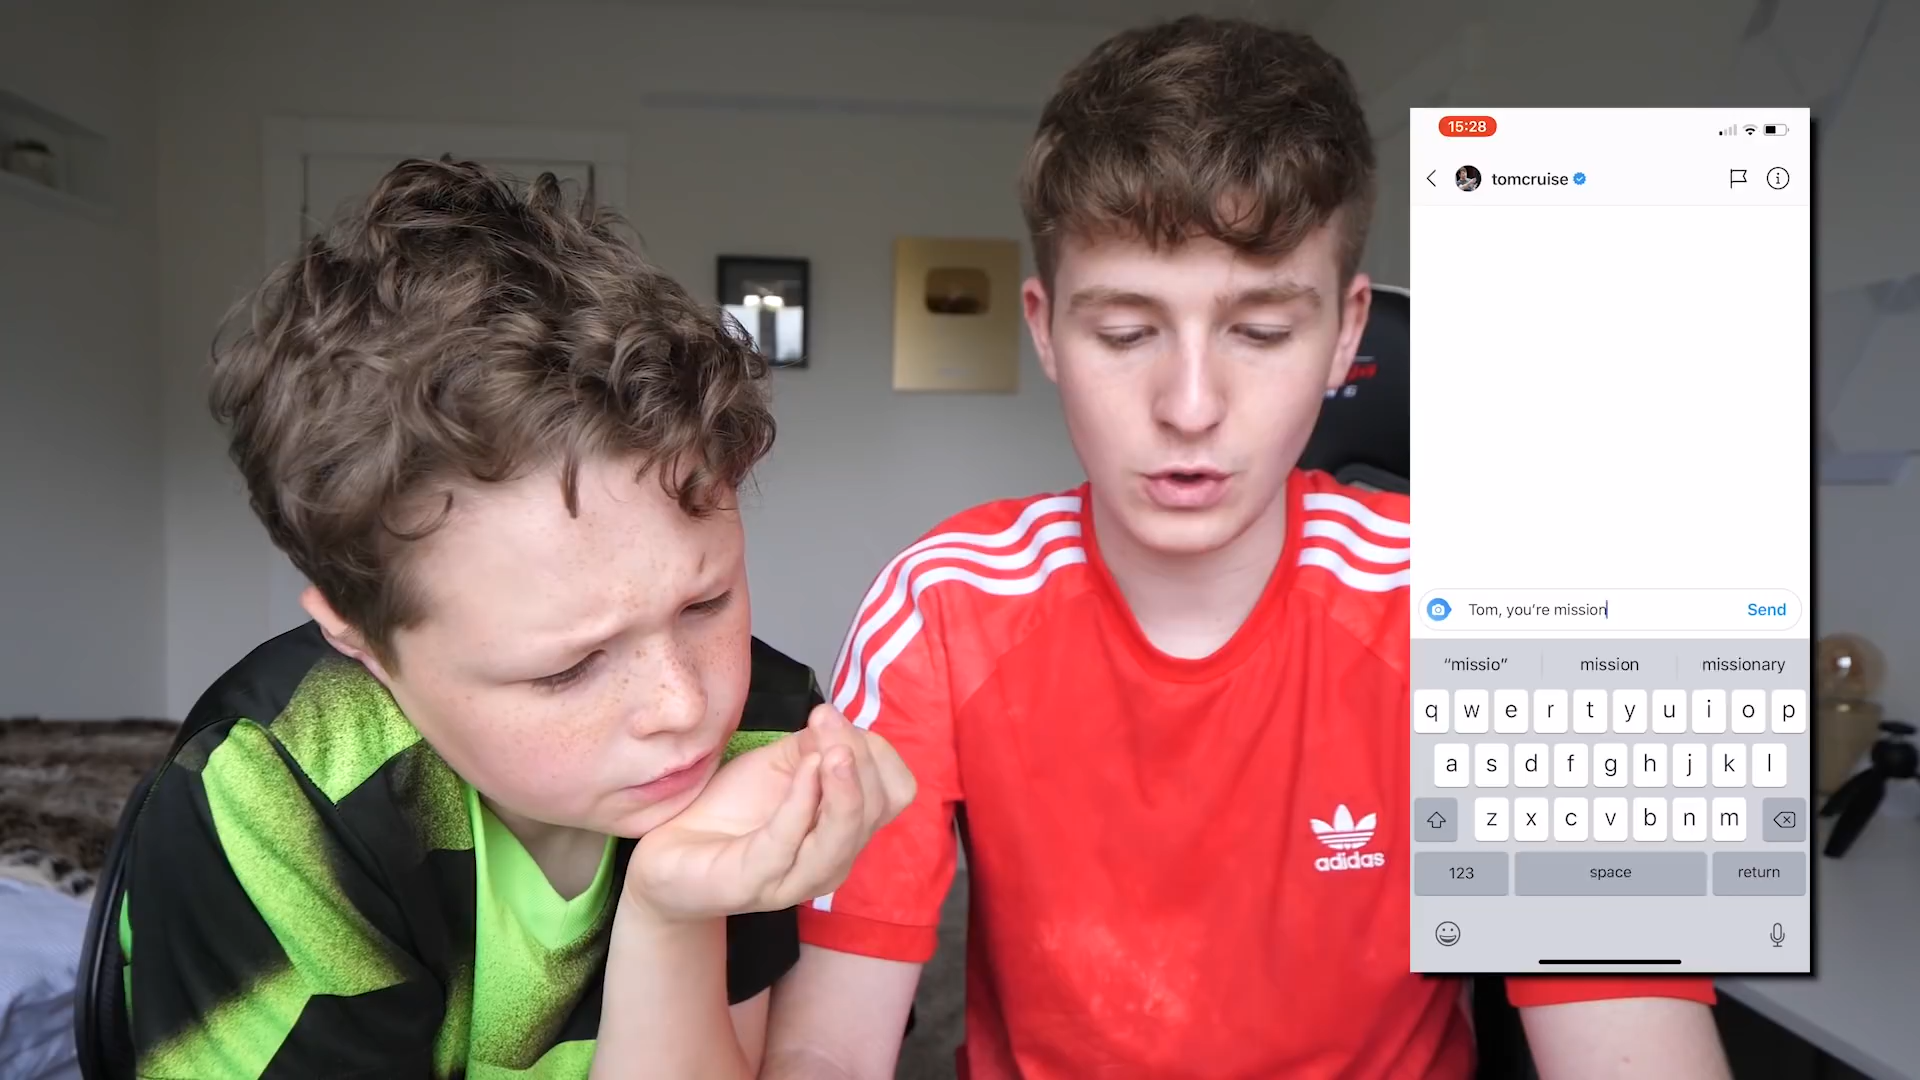 15:28
tomcruise
Tom, you're mission
Send
"missio" mission missionary
q w e r t y u i o p
a s d f g h j k l
z x c v b n m
123 space return
adidas